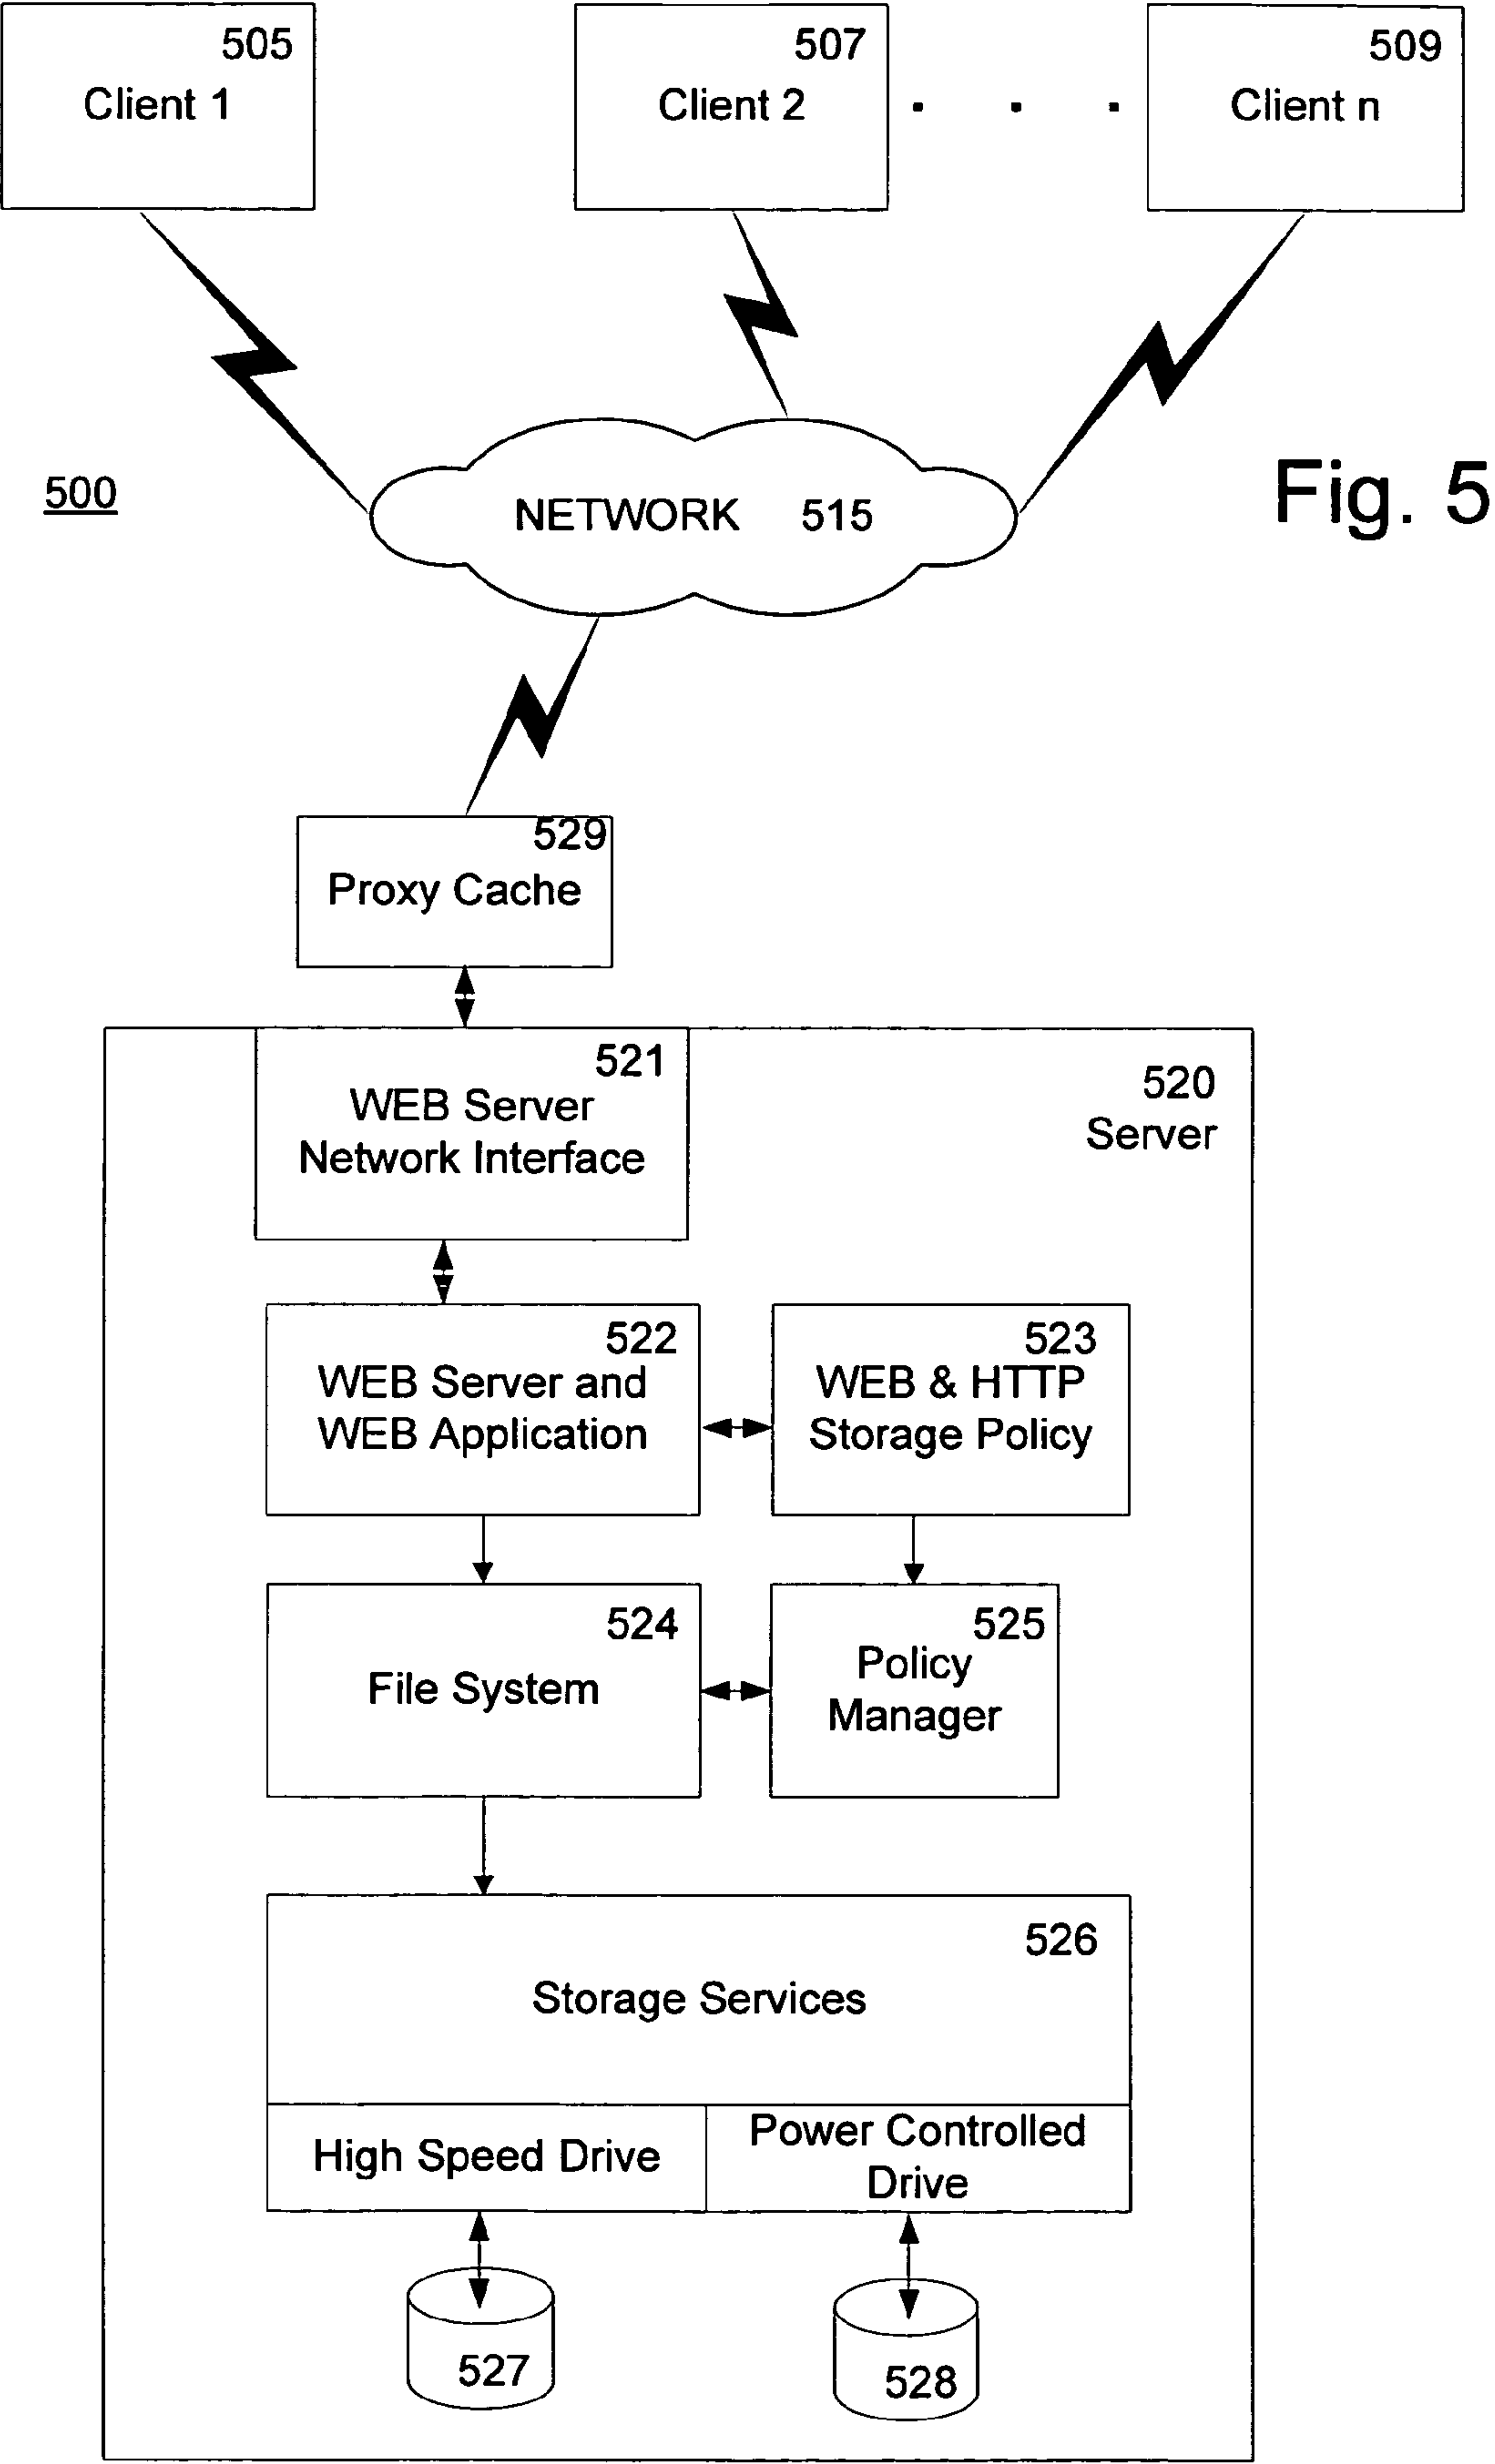 505
Client 1
507
Client 2
. . .
509
Client n
500
NETWORK 515
Fig. 5
529
Proxy Cache
521
WEB Server
Network Interface
520
Server
522
WEB Server and
WEB Application
523
WEB & HTTP
Storage Policy
524
File System
525
Policy
Manager
526
Storage Services
High Speed Drive
Power Controlled
Drive
527
528